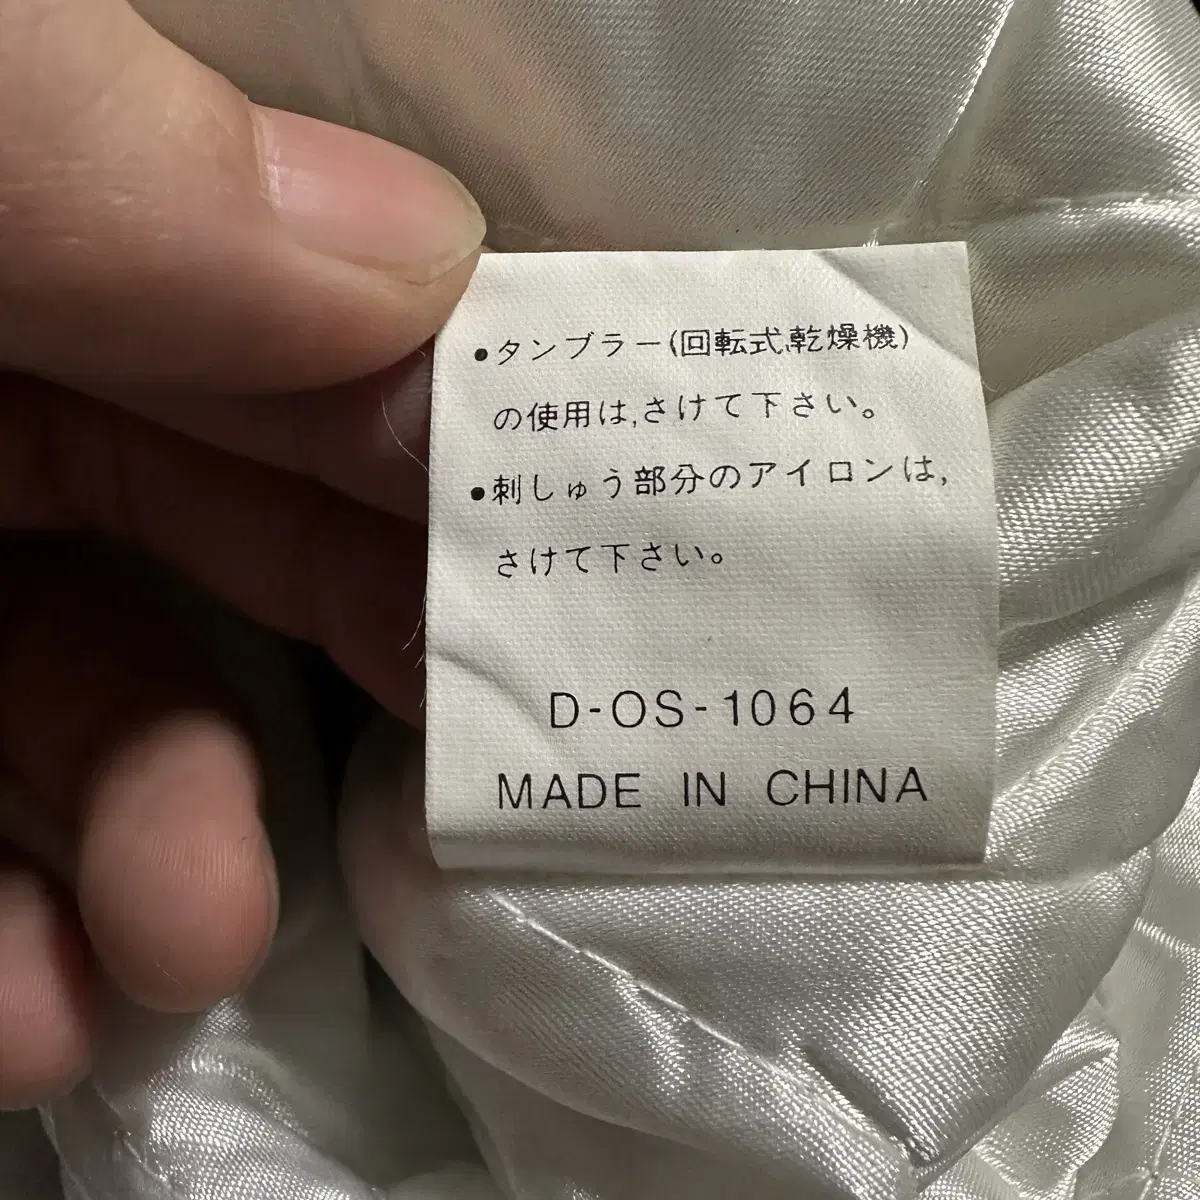 •タンブラー(回転式乾燥機)
の使用は,さけて下さい。
•刺しゅう部分のアイロンは,
さけて下さい。
D-OS-1064
MADE IN CHINA